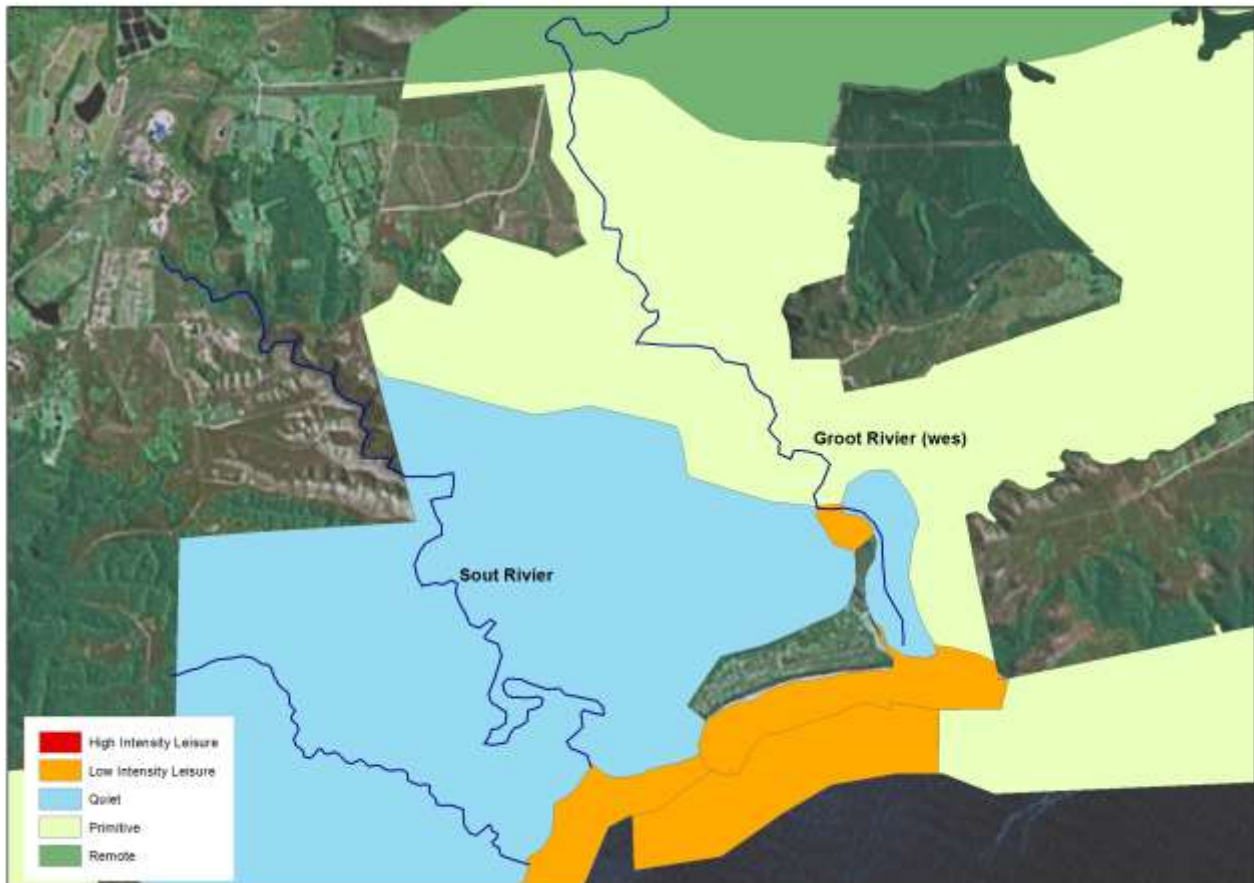 Groot Rivier (wes)
Sout Rivier
High Intensity Leisure
Low Intensity Leisure
Quiet
Primitive
Remote